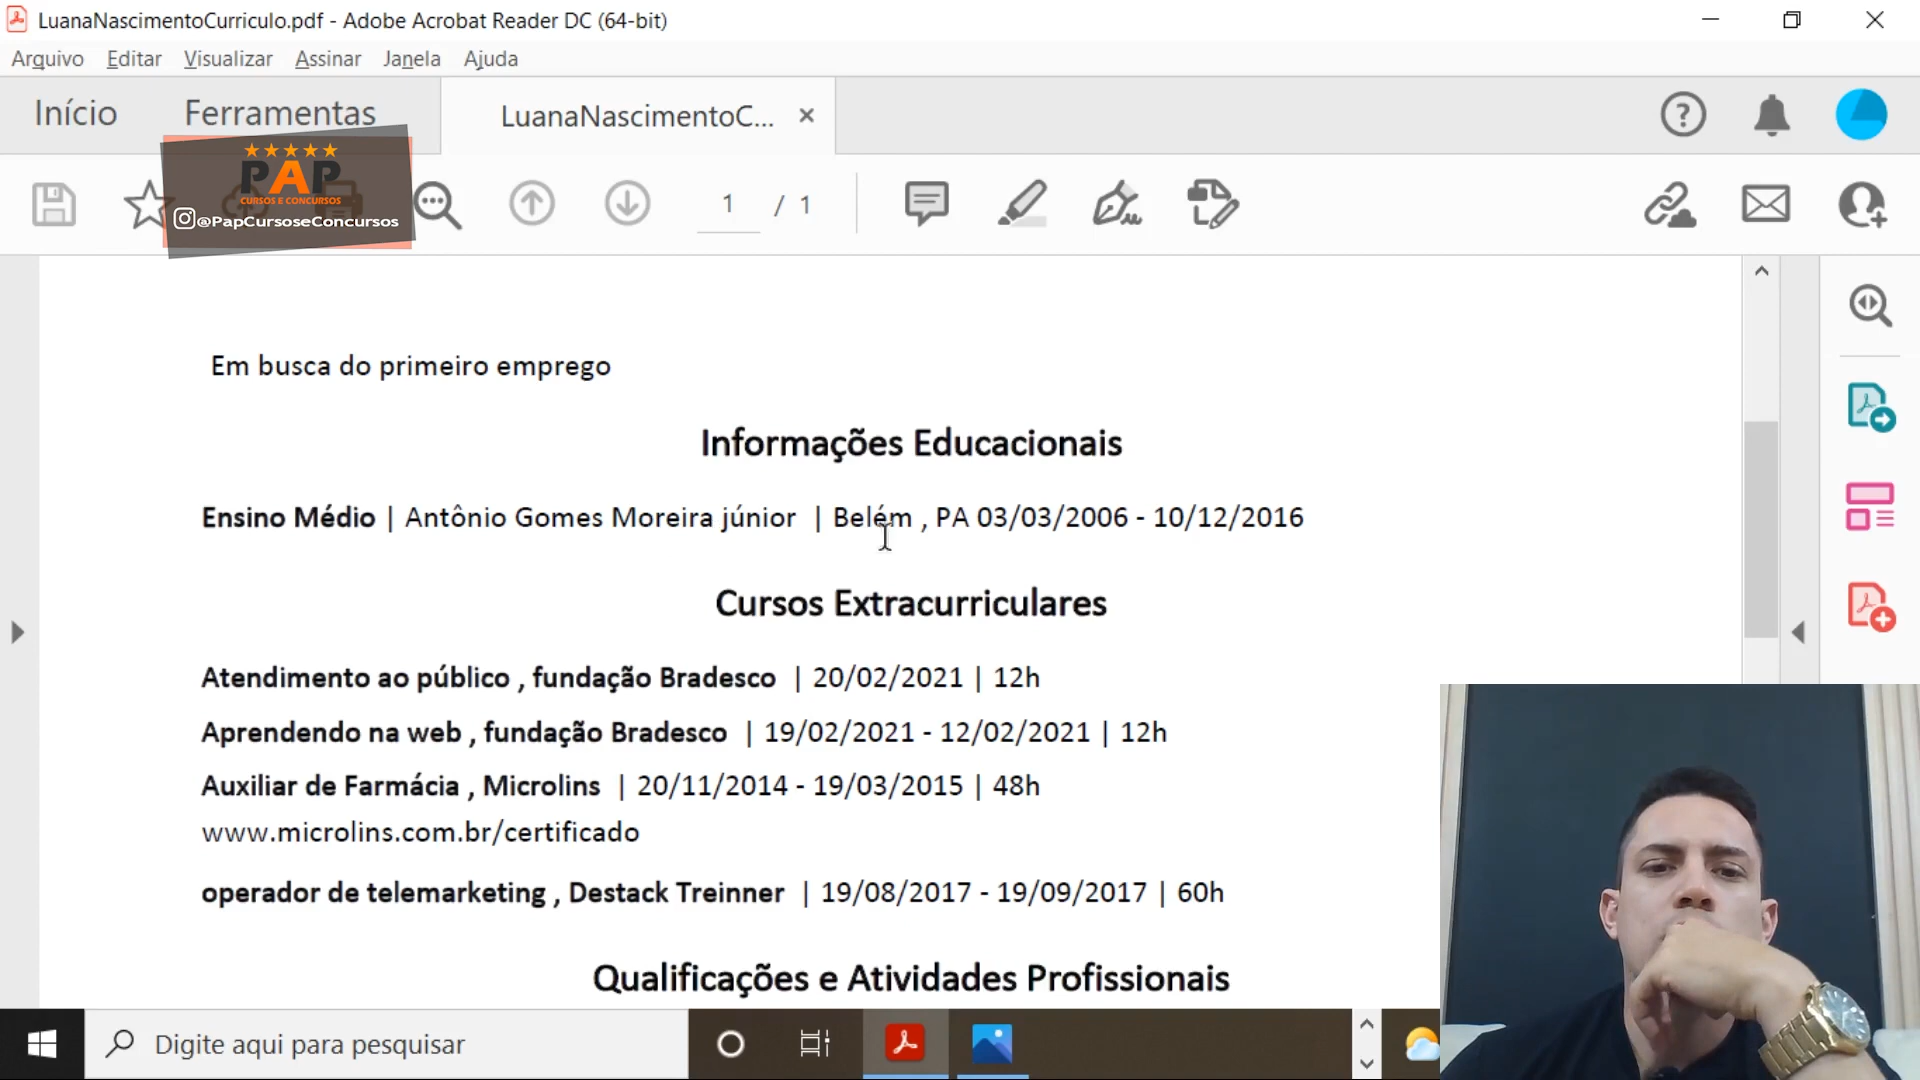 LuanaNascimentoCurriculo.pdf - Adobe Acrobat Reader DC (64-bit)
Arquivo Editar Visualizar Assinar Janela Ajuda
Início Ferramentas LuanaNascimentoC... ×
PAP
CURSOS E CONCURSOS
@PapCursoseConcursos
1 / 1
Em busca do primeiro emprego
Informações Educacionais
Ensino Médio | Antônio Gomes Moreira júnior | Belém , PA 03/03/2006 - 10/12/2016
Cursos Extracurriculares
Atendimento ao público , fundação Bradesco | 20/02/2021 | 12h
Aprendendo na web , fundação Bradesco | 19/02/2021 - 12/02/2021 | 12h
Auxiliar de Farmácia , Microlins | 20/11/2014 - 19/03/2015 | 48h
www.microlins.com.br/certificado
operador de telemarketing , Destack Treinner | 19/08/2017 - 19/09/2017 | 60h
Qualificações e Atividades Profissionais
Digite aqui para pesquisar